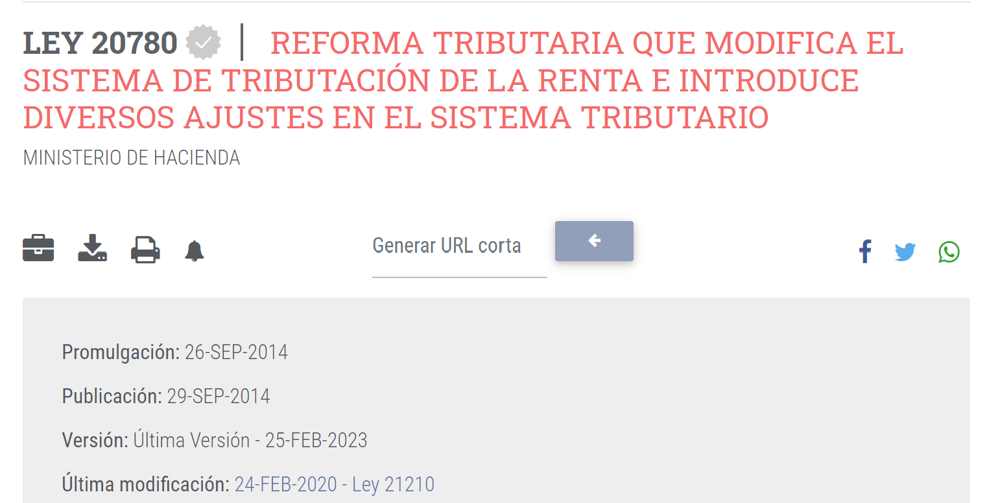 LEY 20780 | REFORMA TRIBUTARIA QUE MODIFICA EL
SISTEMA DE TRIBUTACIÓN DE LA RENTA E INTRODUCE
DIVERSOS AJUSTES EN EL SISTEMA TRIBUTARIO
MINISTERIO DE HACIENDA
Generar URL corta
Promulgación: 26-SEP-2014
Publicación: 29-SEP-2014
Versión: Última Versión - 25-FEB-2023
Última modificación: 24-FEB-2020 - Ley 21210